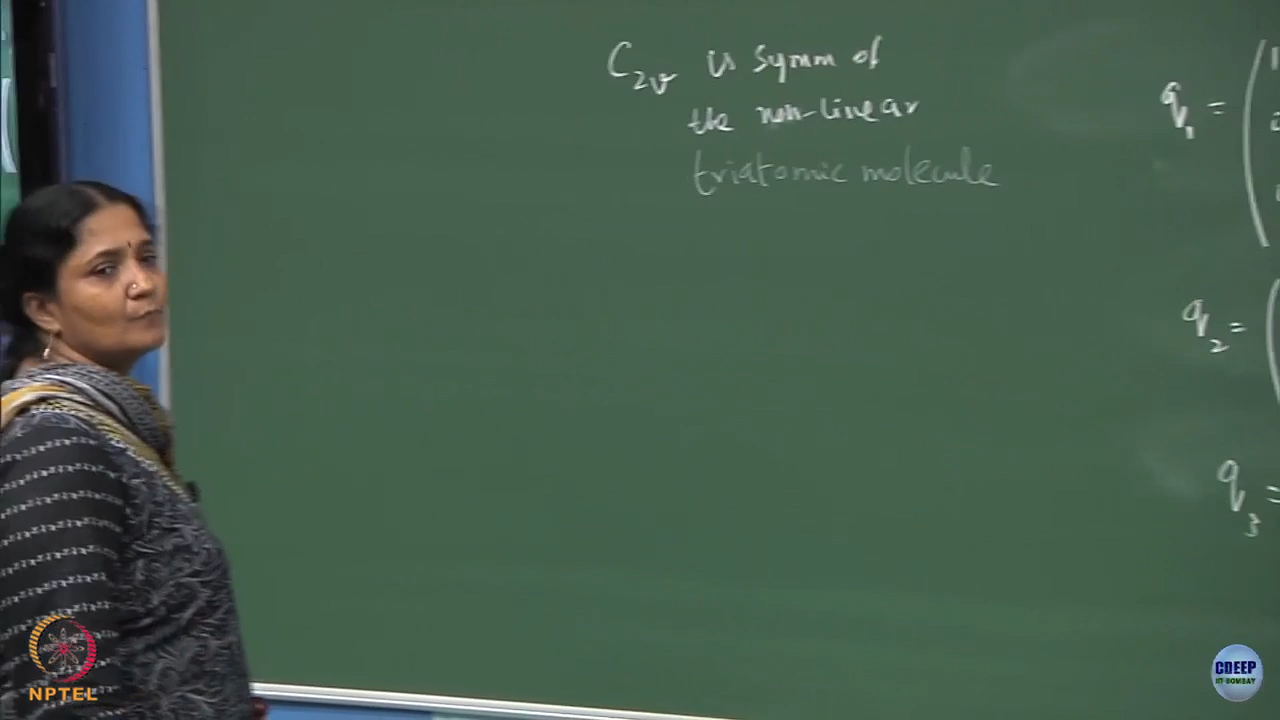 C₂ᵥ is symm of
the non-linear
triatomic molecule
q₁ = (
q₂ = (
q₃ =
NPTEL
CDEEP
IIT BOMBAY